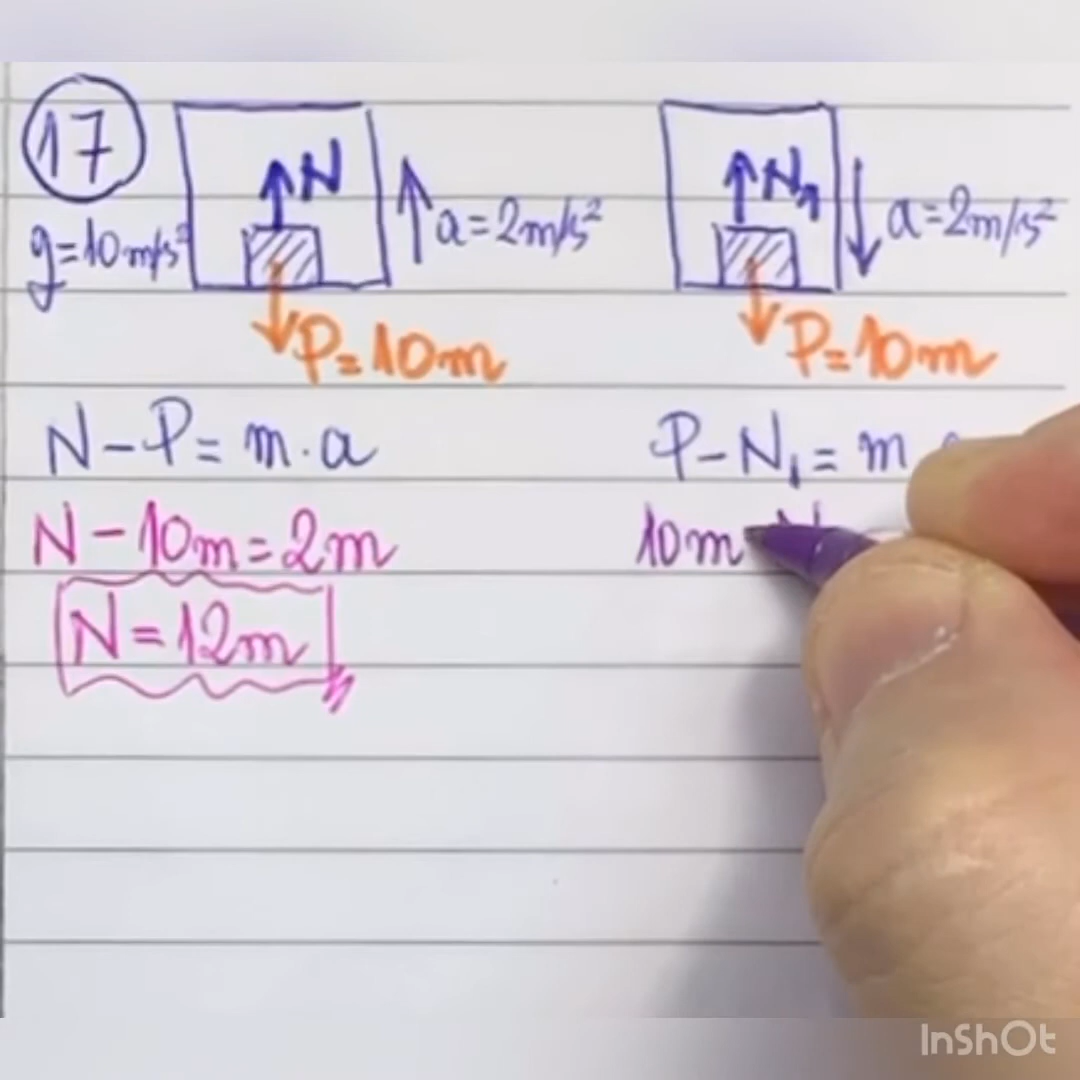 17
N
N1
g=10m/s²
a=2m/s²
a=2m/s²
P=10m
P=10m
N-P=m.a
P-N1=m
N-10m=2m
10m
N=12m
InShOt